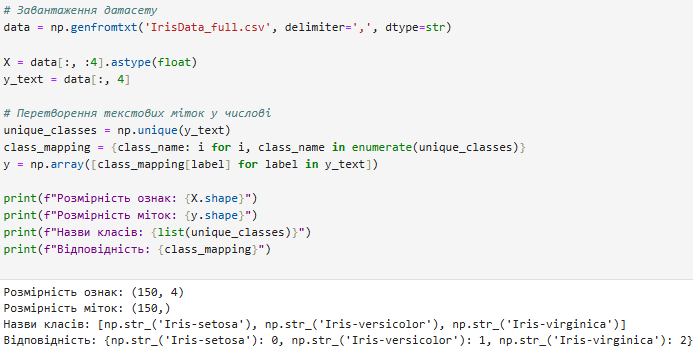 # Завантаження датасету
data = np.genfromtxt('IrisData_full.csv', delimiter=',', dtype=str)
X = data[:, :4].astype(float)
y_text = data[:, 4]
# Перетворення текстових міток у числові
unique_classes = np.unique(y_text)
class_mapping = {class_name: i for i, class_name in enumerate(unique_classes)}
y = np.array([class_mapping[label] for label in y_text])
print(f"Розмірність ознак: {X.shape}")
print(f"Розмірність міток: {y.shape}")
print(f"Назви класів: {list(unique_classes)}")
print(f"Відповідність: {class_mapping}")
Розмірність ознак: (150, 4)
Розмірність міток: (150,)
Назви класів: [np.str_('Iris-setosa'), np.str_('Iris-versicolor'), np.str_('Iris-virginica')]
Відповідність: {np.str_('Iris-setosa'): 0, np.str_('Iris-versicolor'): 1, np.str_('Iris-virginica'): 2}